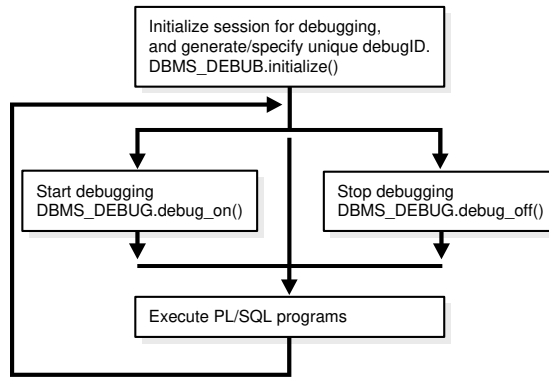 Initialize session for debugging,
and generate/specify unique debugID.
DBMS_DEBUB.initialize()
Start debugging
DBMS_DEBUG.debug_on()
Stop debugging
DBMS_DEBUG.debug_off()
Execute PL/SQL programs